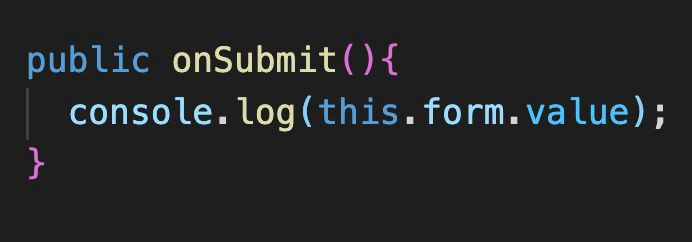 public onSubmit(){
console.log(this.form.value);
}